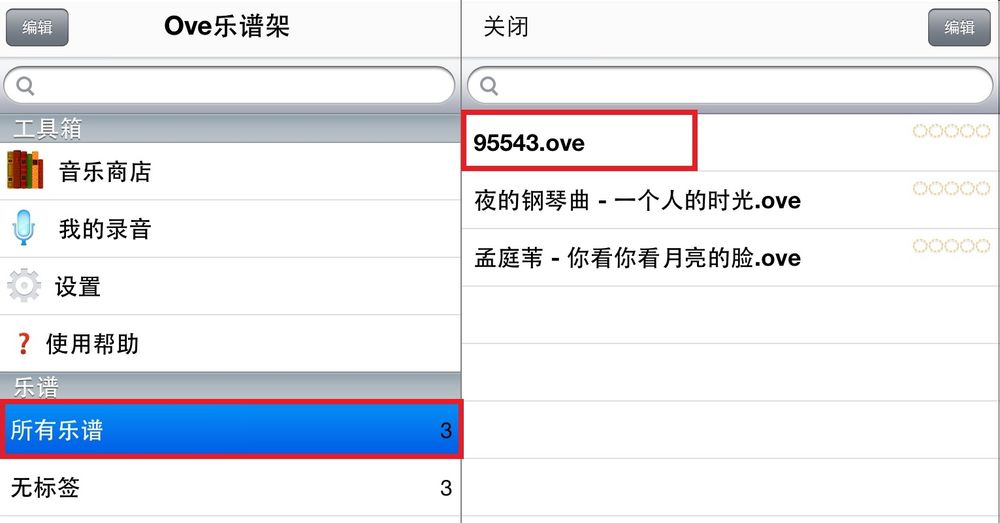 编辑
Ove乐谱架
工具箱
音乐商店
我的录音
设置
使用帮助
乐谱
所有乐谱 3
无标签 3
关闭
编辑
95543.ove
夜的钢琴曲 - 一个人的时光.ove
孟庭苇 - 你看你看月亮的脸.ove